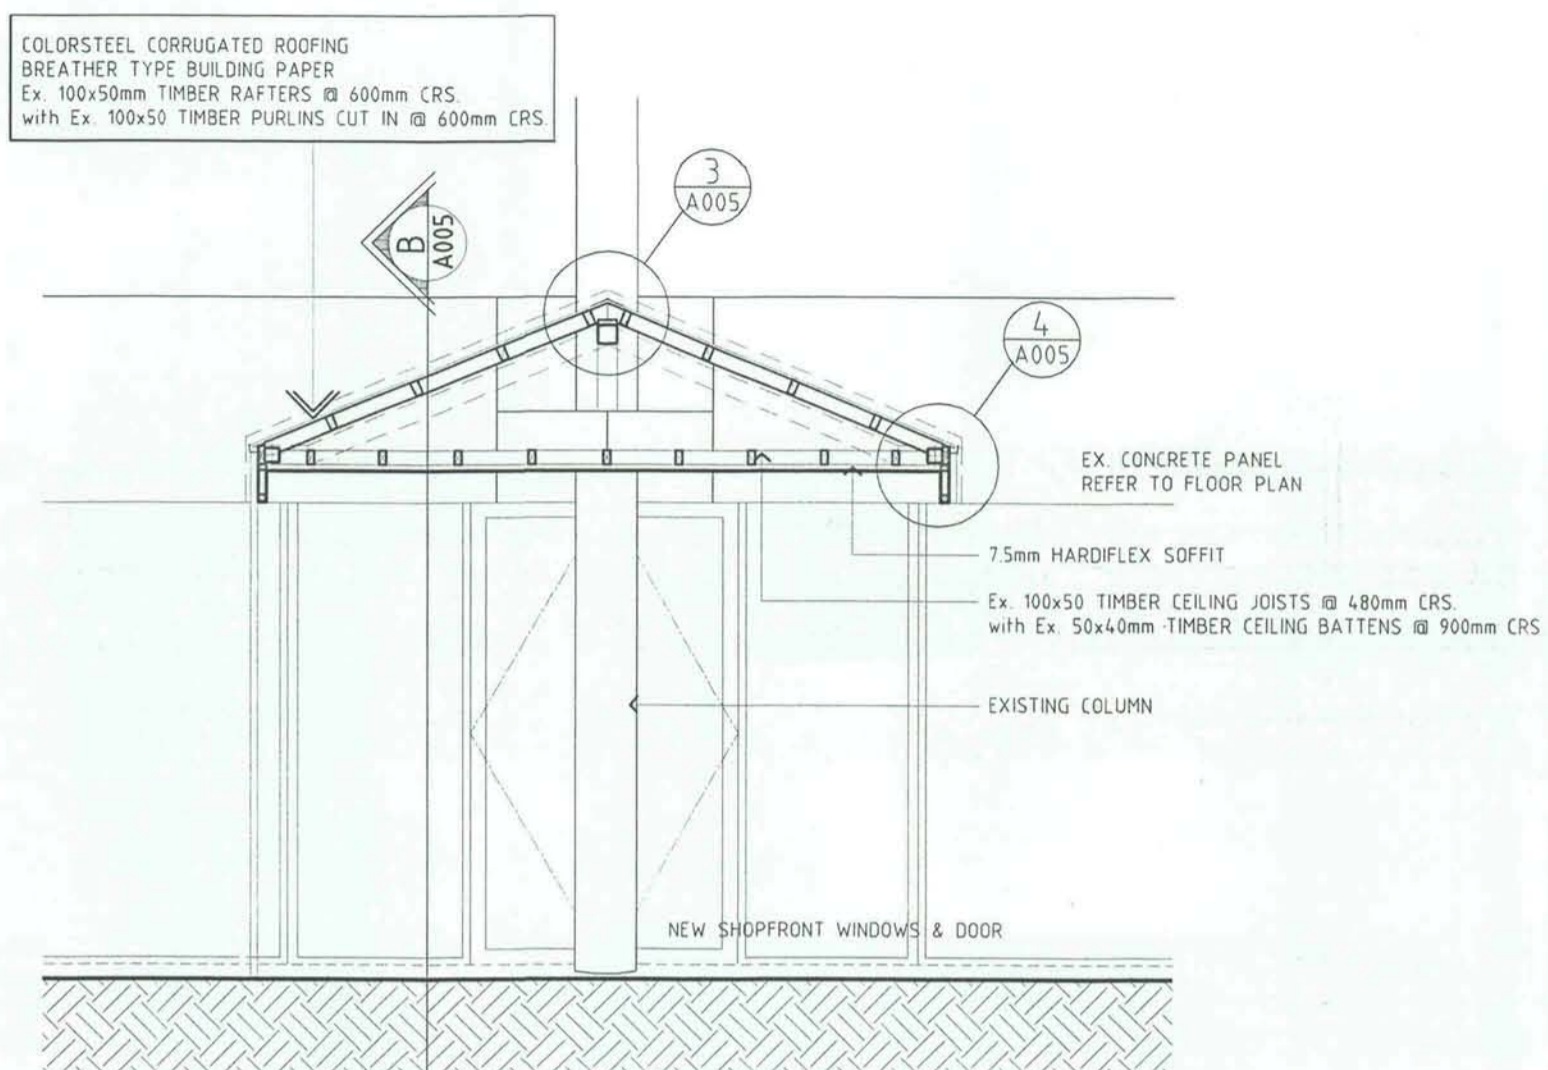 COLORSTEEL CORRUGATED ROOFING
BREATHER TYPE BUILDING PAPER
Ex. 100x50mm TIMBER RAFTERS @ 600mm CRS.
with Ex. 100x50 TIMBER PURLINS CUT IN @ 600mm CRS.
3
A005
B
A005
4
A005
EX. CONCRETE PANEL
REFER TO FLOOR PLAN
7.5mm HARDIFLEX SOFFIT
Ex. 100x50 TIMBER CEILING JOISTS @ 480mm CRS.
with Ex. 50x40mm TIMBER CEILING BATTENS @ 900mm CRS
EXISTING COLUMN
NEW SHOPFRONT WINDOWS & DOOR